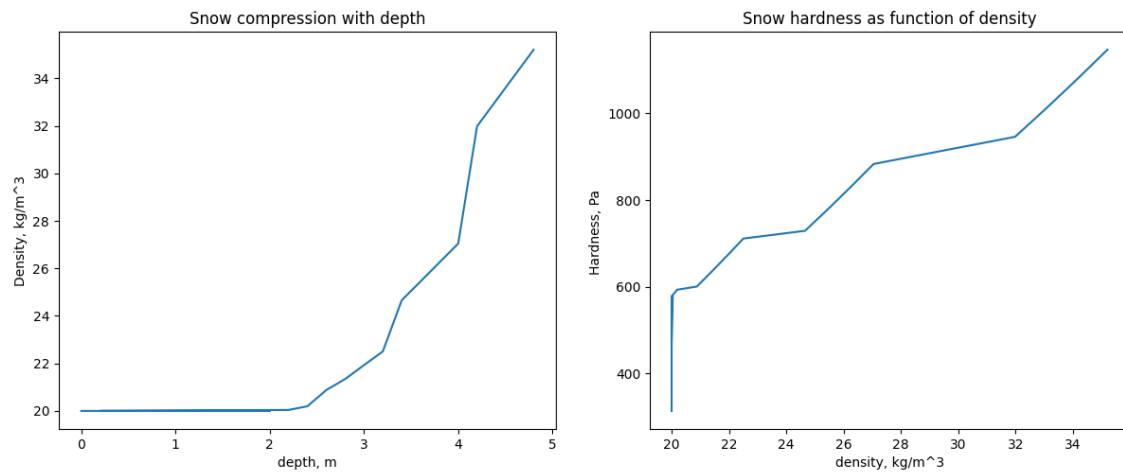 Snow compression with depth
Density, kg/m^3
34
32
30
28
26
24
22
20
0 1 2 3 4 5
depth, m
Snow hardness as function of density
Hardness, Pa
1000
800
600
400
20 22 24 26 28 30 32 34
density, kg/m^3